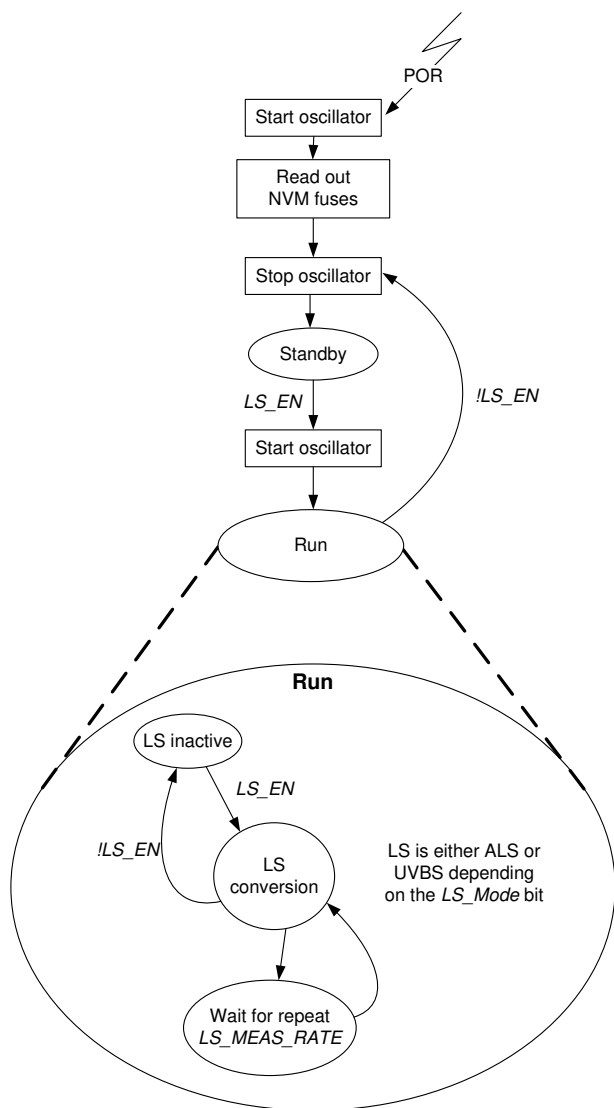 POR
Start oscillator
Read out
NVM fuses
Stop oscillator
Standby
LS_EN
!LS_EN
Start oscillator
Run
Run
LS inactive
LS_EN
!LS_EN
LS
conversion
LS is either ALS or
UVBS depending
on the LS_Mode bit
Wait for repeat
LS_MEAS_RATE